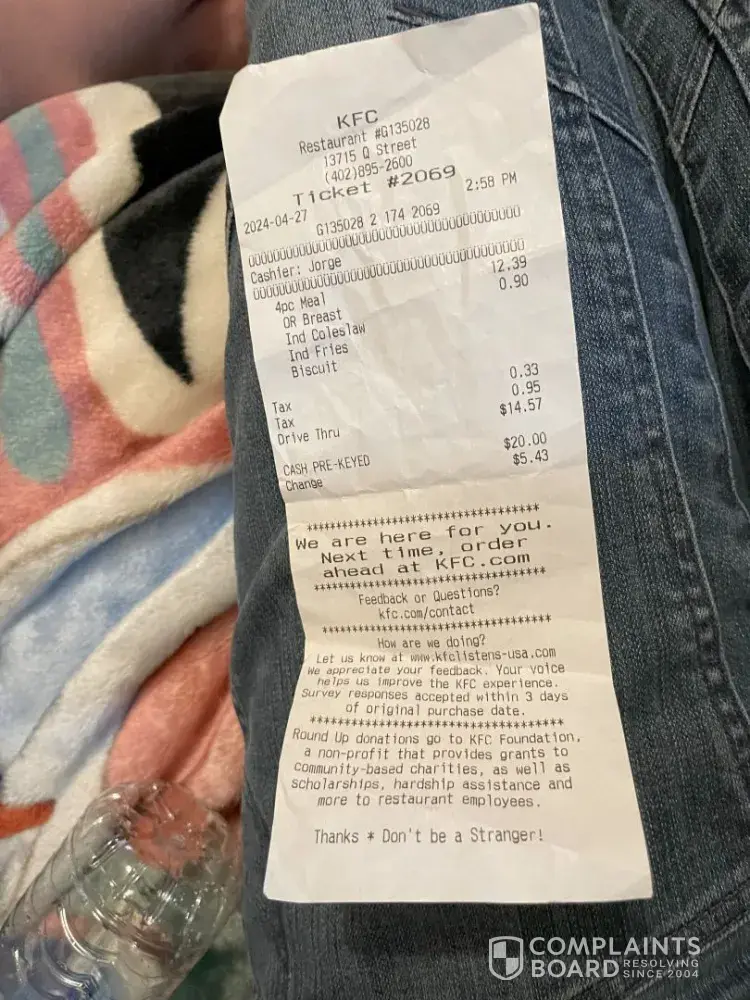 KFC
Restaurant #G135028
13715 Q Street
(402)895-2600
Ticket #2069
2024-04-27 2:58 PM
G135028 2 174 2069
Cashier: Jorge
4pc Meal 12.39
OR Breast 0.90
Ind Coleslaw
Ind Fries
Biscuit
Tax 0.33
Tax 0.95
Drive Thru $14.57
CASH PRE-KEYED $20.00
Change $5.43
****************************************
We are here for you.
Next time, order
ahead at KFC.com
****************************************
Feedback or Questions?
kfc.com/contact
****************************************
How are we doing?
Let us know at www.kfclistens-usa.com
We appreciate your feedback. Your voice
helps us improve the KFC experience.
Survey responses accepted within 3 days
of original purchase date.
****************************************
Round Up donations go to KFC Foundation,
a non-profit that provides grants to
community-based charities, as well as
scholarships, hardship assistance and
more to restaurant employees.
Thanks * Don't be a Stranger!
COMPLAINTS
BOARD RESOLVING SINCE 2004